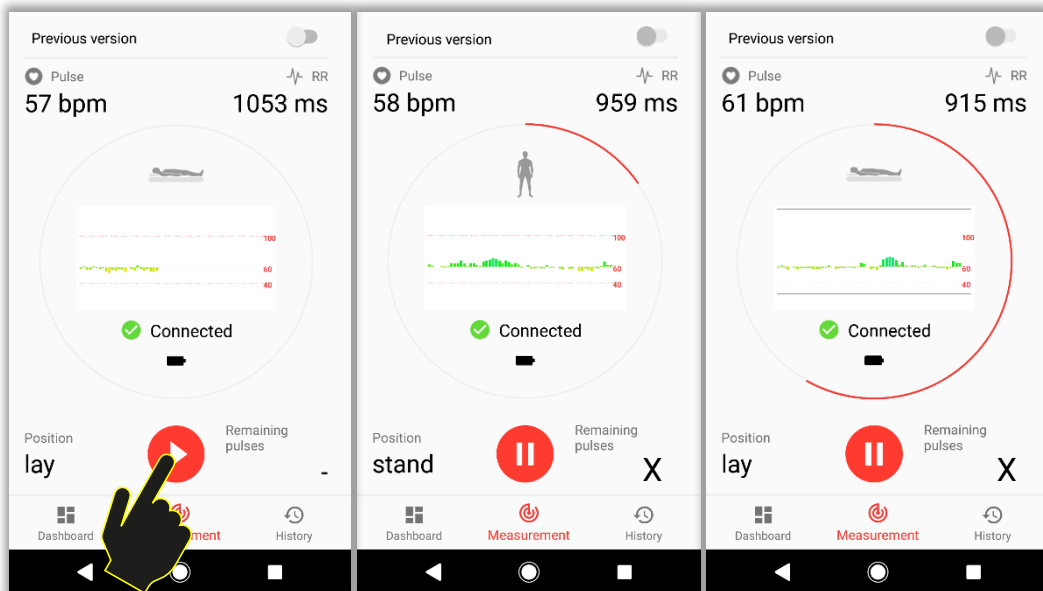 Previous version
Pulse RR
57 bpm 1053 ms
100
60
40
Connected
Position Remaining pulses
lay -
Dashboard ment History
Previous version
Pulse RR
58 bpm 959 ms
100
60
40
Connected
Position Remaining pulses
stand X
Dashboard Measurement History
Previous version
Pulse RR
61 bpm 915 ms
100
60
40
Connected
Position Remaining pulses
lay X
Dashboard Measurement History